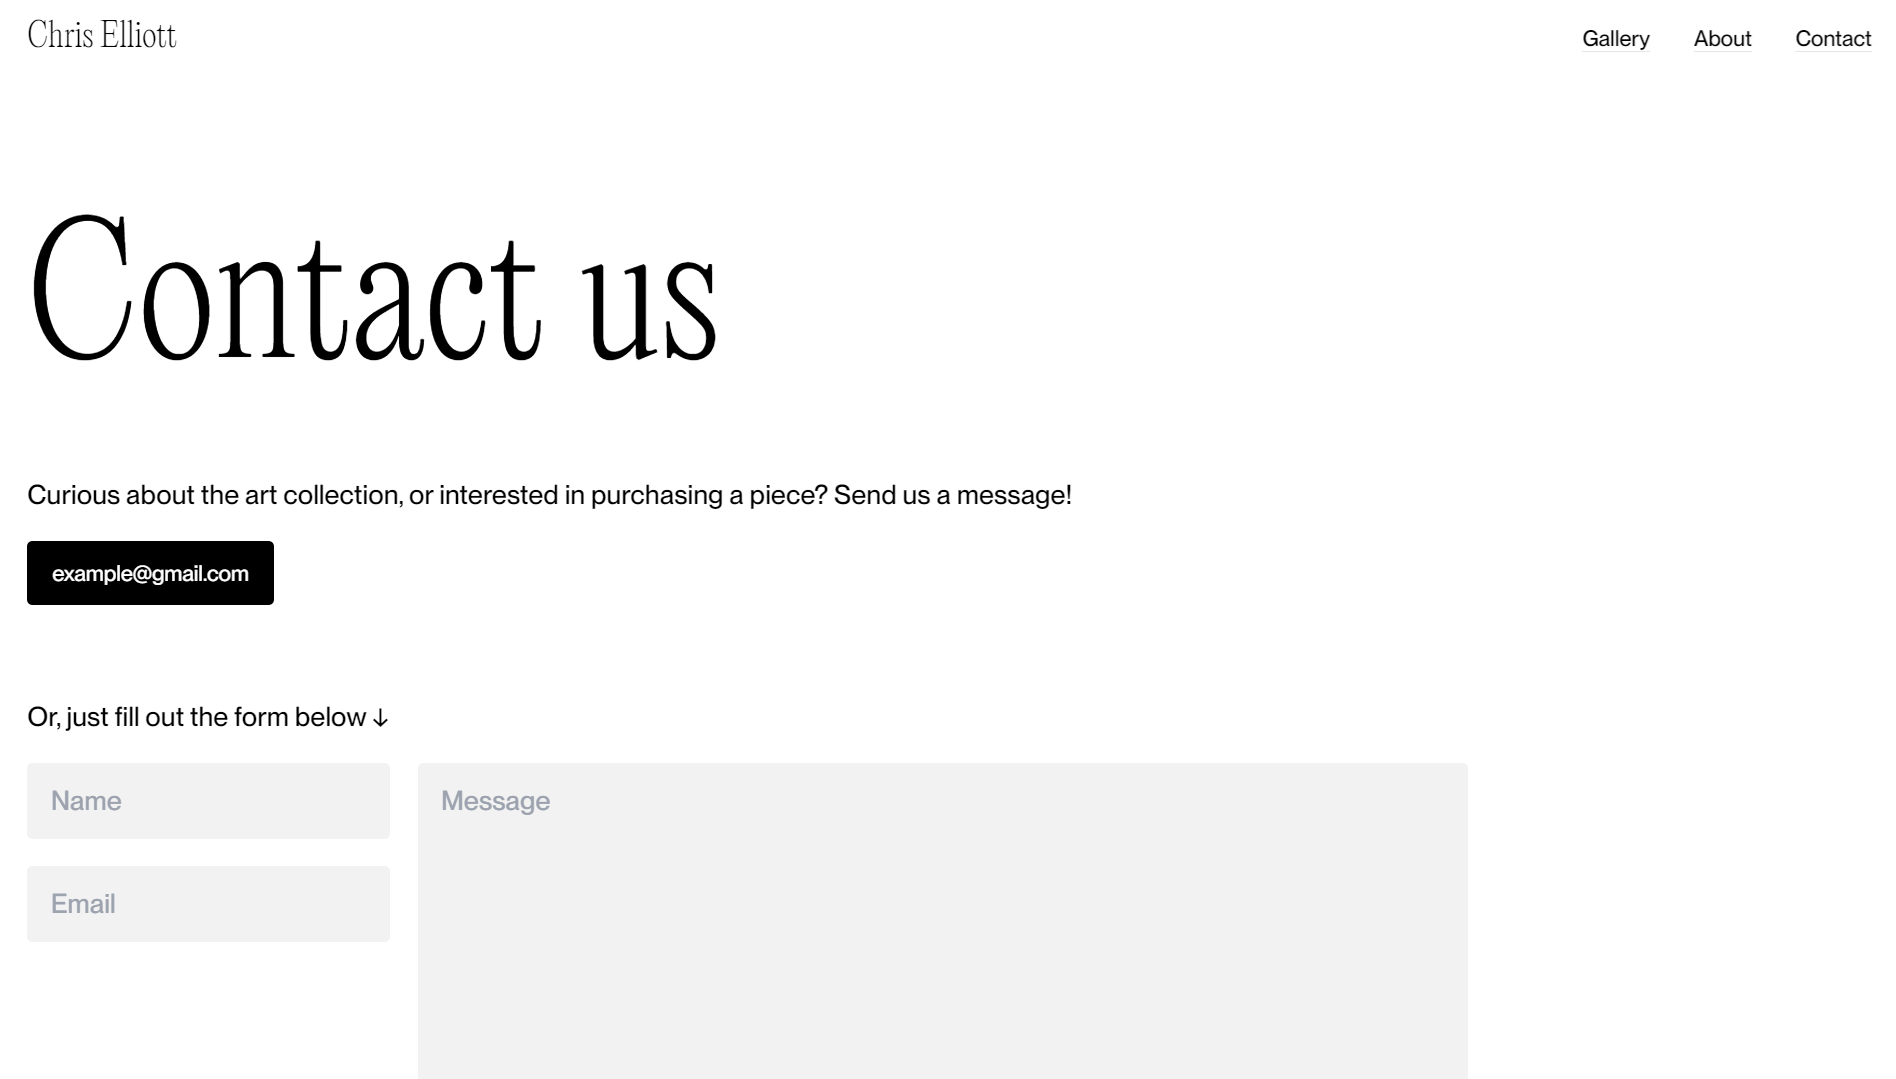 Chris Elliott
Gallery About Contact
Contact us
Curious about the art collection, or interested in purchasing a piece? Send us a message!
example@gmail.com
Or, just fill out the form below ↓
Name
Message
Email